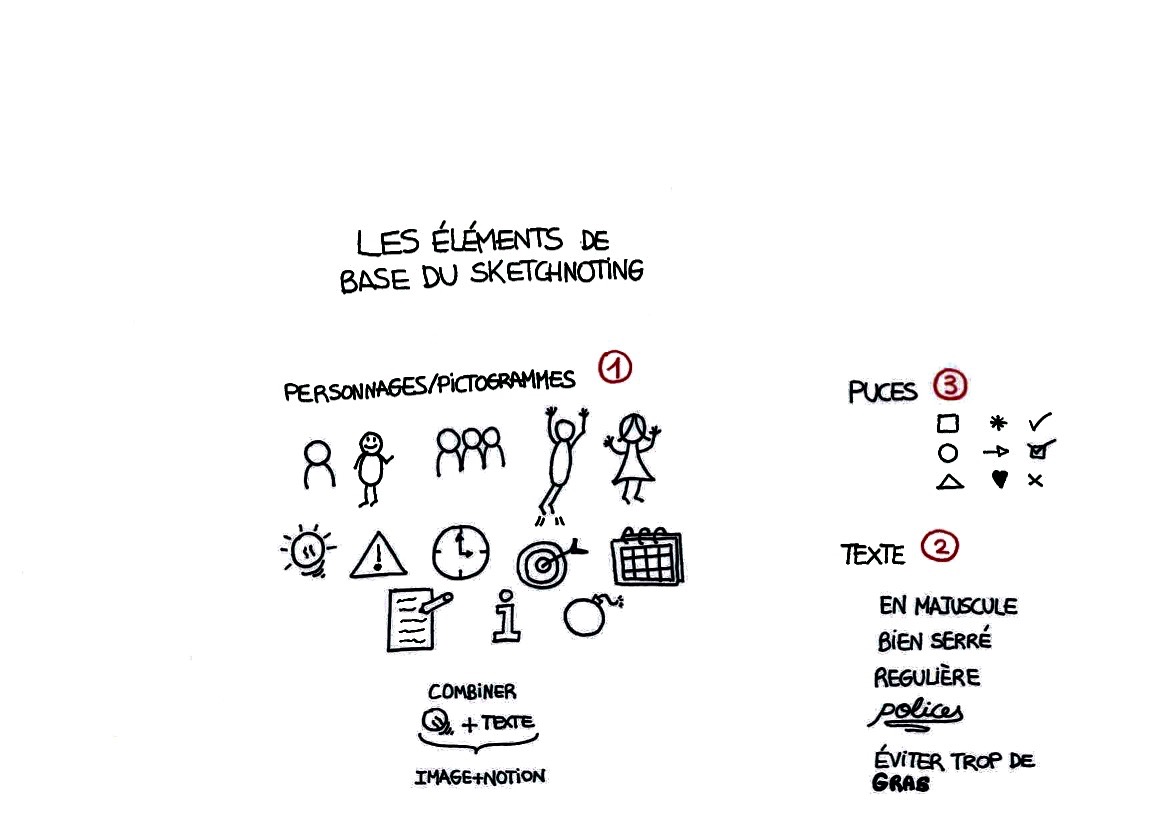 LES ÉLÉMENTS DE
BASE DU SKETCHNOTING
PERSONNAGES/PICTOGRAMMES 1
COMBINER
+ TEXTE
IMAGE+NOTION
PUCES 3
TEXTE 2
EN MAJUSCULE
BIEN SERRÉ
REGULIÈRE
polices
ÉVITER TROP DE
GRAS